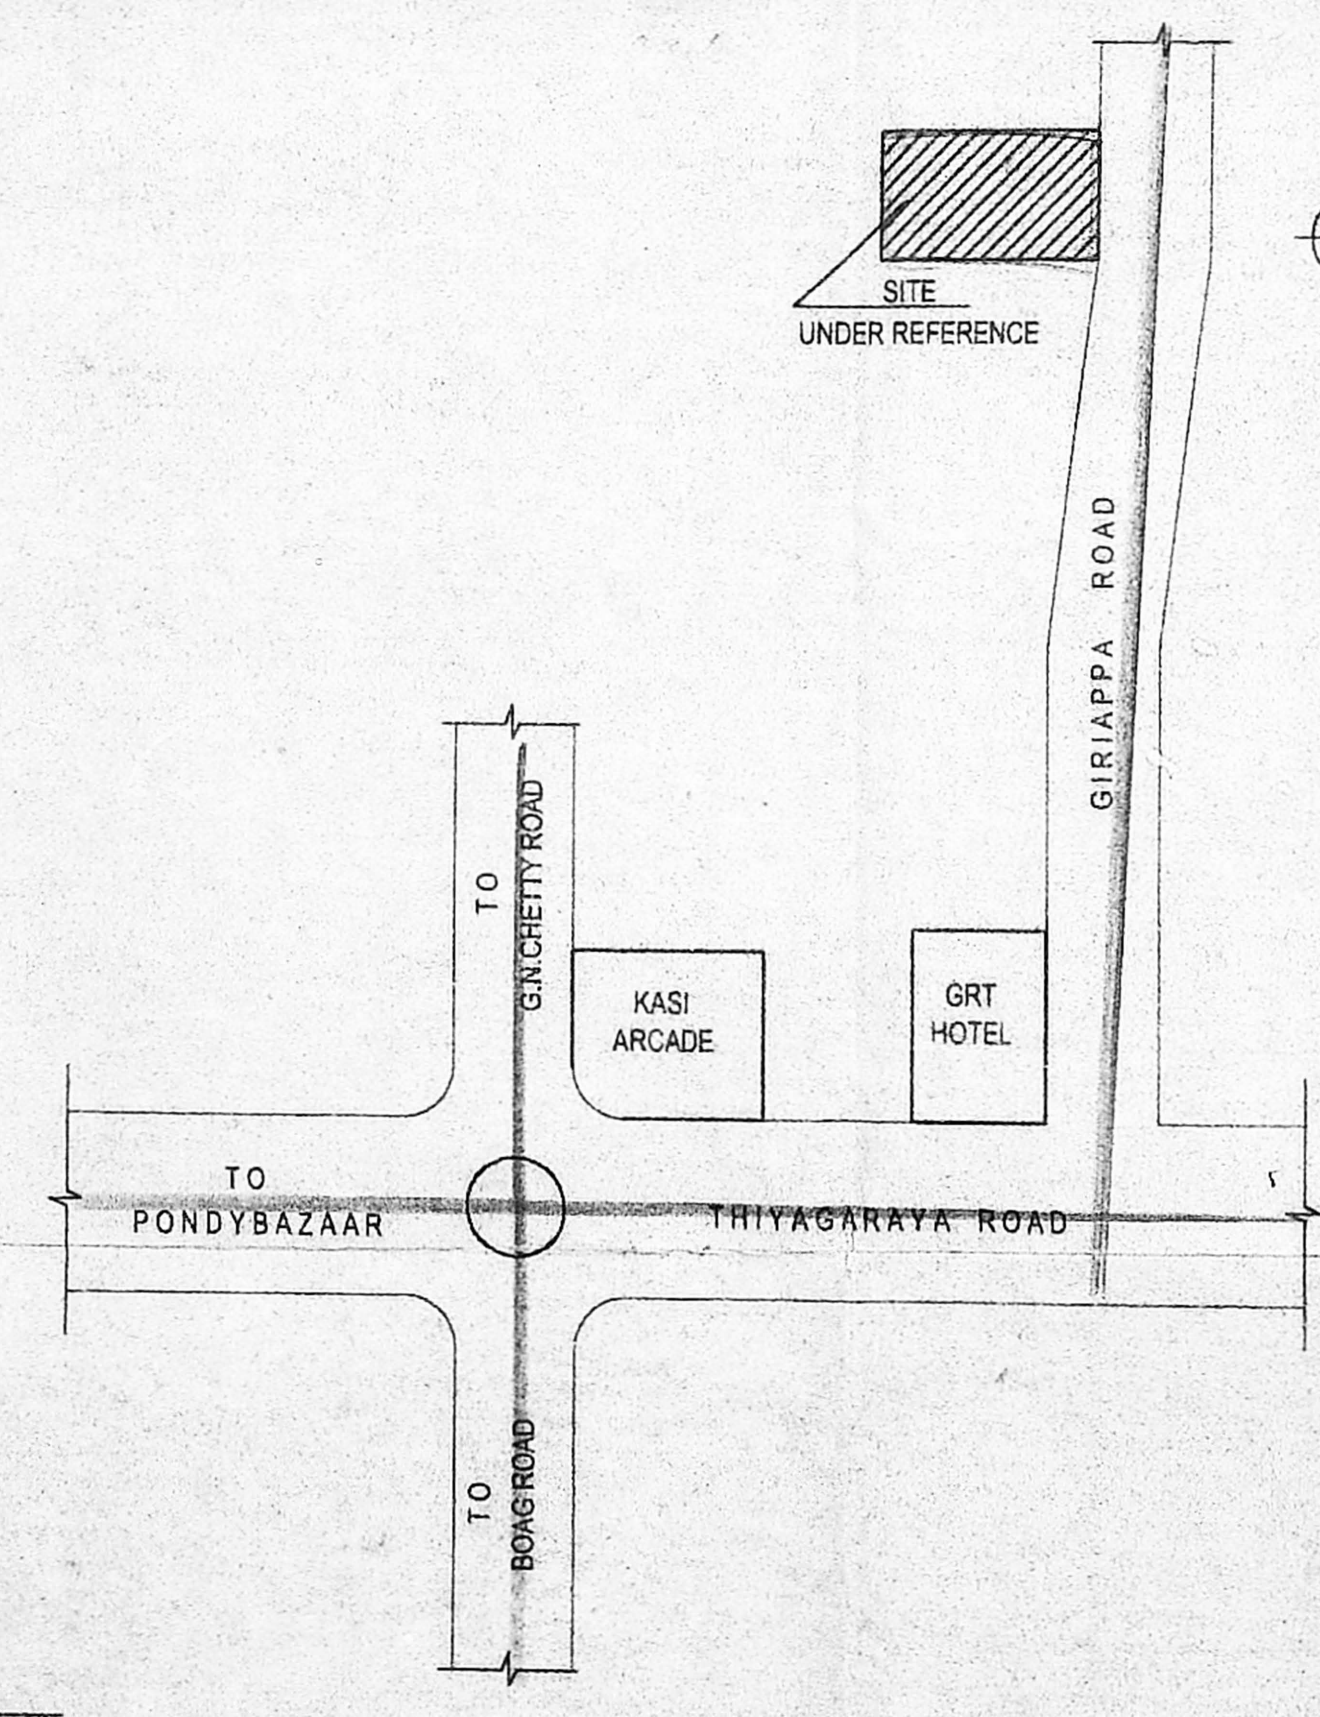 SITE
UNDER REFERENCE
GIRIAPPA ROAD
TO
G.N.CHETTY ROAD
KASI
ARCADE
GRT
HOTEL
TO
PONDYBAZAAR
THIYAGARAYA ROAD
TO
BOAG ROAD